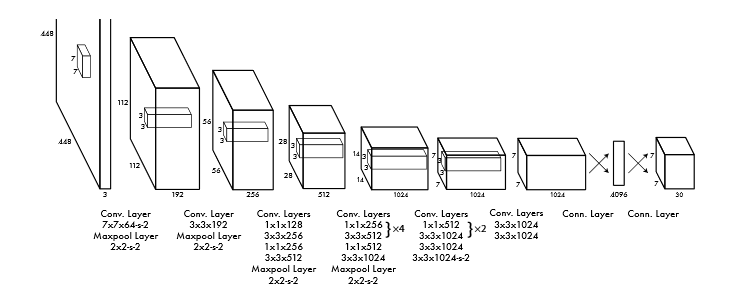 448
448
7
7
3
112
112
3
3
192
56
56
3
3
256
28
28
3
3
512
14
14
3
3
1024
7
7
3
3
1024
7
7
1024
4096
7
7
30
Conv. Layer
7x7x64-s-2
Maxpool Layer
2x2-s-2
Conv. Layer
3x3x192
Maxpool Layer
2x2-s-2
Conv. Layers
1x1x128
3x3x256
1x1x256
3x3x512
Maxpool Layer
2x2-s-2
Conv. Layers
1x1x256
3x3x512
} ×4
1x1x512
3x3x1024
Maxpool Layer
2x2-s-2
Conv. Layers
1x1x512
3x3x1024
} ×2
3x3x1024
3x3x1024-s-2
Conv. Layers
3x3x1024
3x3x1024
Conn. Layer
Conn. Layer